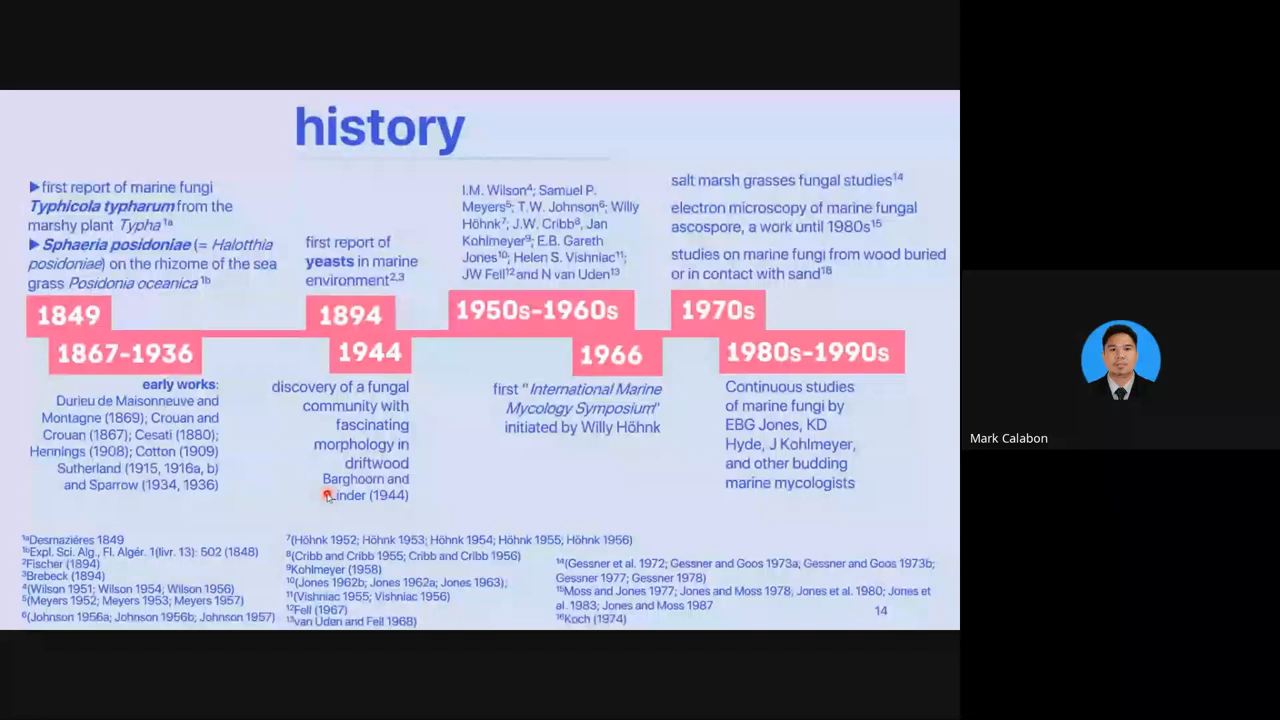 history
▶first report of marine fungi
Typhicola typharum from the
marshy plant Typha ¹ᵃ
▶ Sphaeria posidoniae (= Halotthia
posidoniae) on the rhizome of the sea
grass Posidonia oceanica ¹ᵇ
1849
1867-1936
early works:
Durieu de Maisonneuve and
Montagne (1869); Crouan and
Crouan (1867); Cesati (1880);
Hennings (1908); Cotton (1909)
Sutherland (1915, 1916a, b)
and Sparrow (1934, 1936)
first report of
yeasts in marine
environment²,³
1894
1944
discovery of a fungal
community with
fascinating
morphology in
driftwood
Barghoorn and
Linder (1944)
I.M. Wilson⁴; Samuel P.
Meyers⁵; T.W. Johnson⁶; Willy
Höhnk⁷; J.W. Cribb⁸, Jan
Kohlmeyer⁹; E.B. Gareth
Jones¹⁰; Helen S. Vishniac¹¹;
JW Fell¹² and N van Uden¹³
1950s-1960s
1966
first "International Marine
Mycology Symposium"
initiated by Willy Höhnk
salt marsh grasses fungal studies¹⁴
electron microscopy of marine fungal
ascospore, a work until 1980s¹⁵
studies on marine fungi from wood buried
or in contact with sand¹⁶
1970s
1980s-1990s
Continuous studies
of marine fungi by
EBG Jones, KD
Hyde, J Kohlmeyer,
and other budding
marine mycologists
¹ᵃDesmaziéres 1849
¹ᵇExpl. Sci. Alg., Fl. Algér. 1(livr. 13): 502 (1848)
²Fischer (1894)
³Brebeck (1894)
⁴(Wilson 1951; Wilson 1954; Wilson 1956)
⁵(Meyers 1952; Meyers 1953; Meyers 1957)
⁶(Johnson 1956a; Johnson 1956b; Johnson 1957)
⁷(Höhnk 1952; Höhnk 1953; Höhnk 1954; Höhnk 1955; Höhnk 1956)
⁸(Cribb and Cribb 1955; Cribb and Cribb 1956)
⁹Kohlmeyer (1958)
¹⁰(Jones 1962b; Jones 1962a; Jones 1963);
¹¹(Vishniac 1955; Vishniac 1956)
¹²Fell (1967)
¹³van Uden and Fell 1968)
¹⁴(Gessner et al. 1972; Gessner and Goos 1973a; Gessner and Goos 1973b;
Gessner 1977; Gessner 1978)
¹⁵Moss and Jones 1977; Jones and Moss 1978, Jones et al. 1980; Jones et
al. 1983; Jones and Moss 1987
¹⁶Koch (1974)
14
Mark Calabon